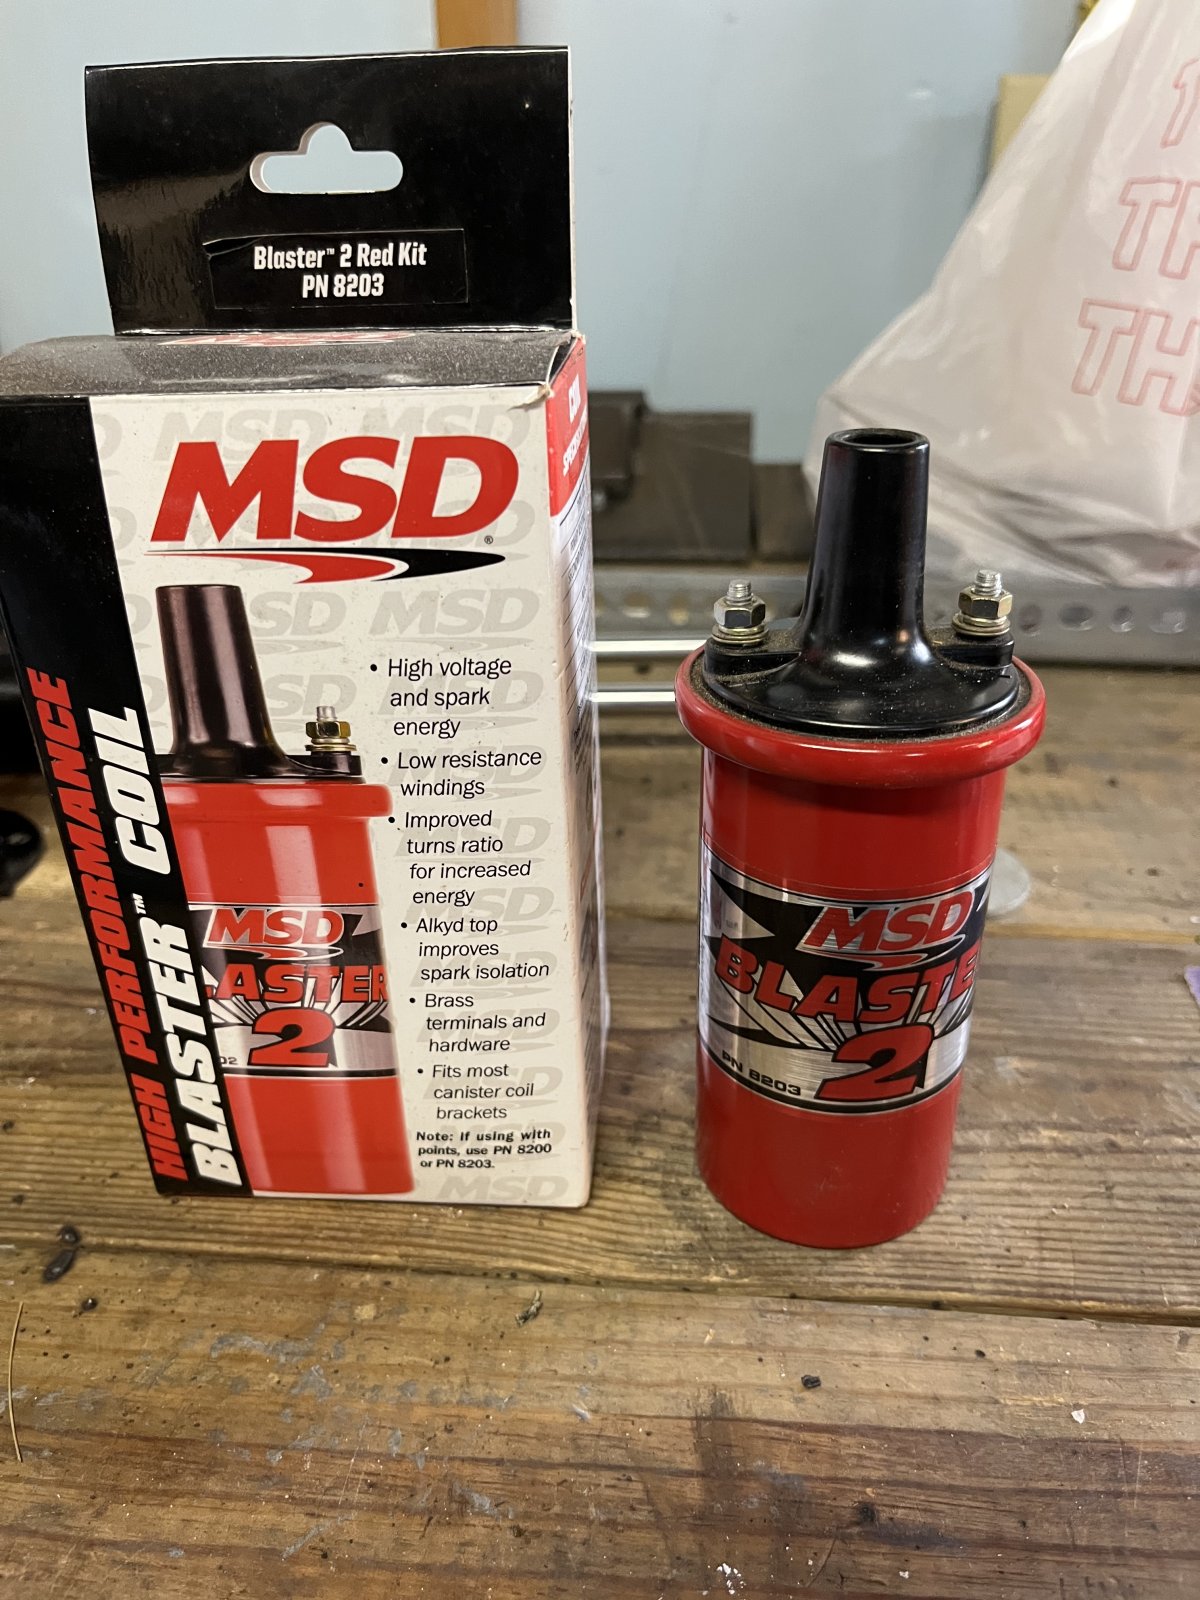 Blaster™ 2 Red Kit
PN 8203
MSD®
HIGH PERFORMANCE
BLASTER™ COIL
• High voltage
and spark
energy
• Low resistance
windings
• Improved
turns ratio
for increased
energy
• Alkyd top
improves
spark isolation
• Brass
terminals and
hardware
• Fits most
canister coil
brackets
Note: If using with
points, use PN 8200
or PN 8203.
MSD
LASTER
2
MSD
BLASTER
2
PN 8203
TH
TH